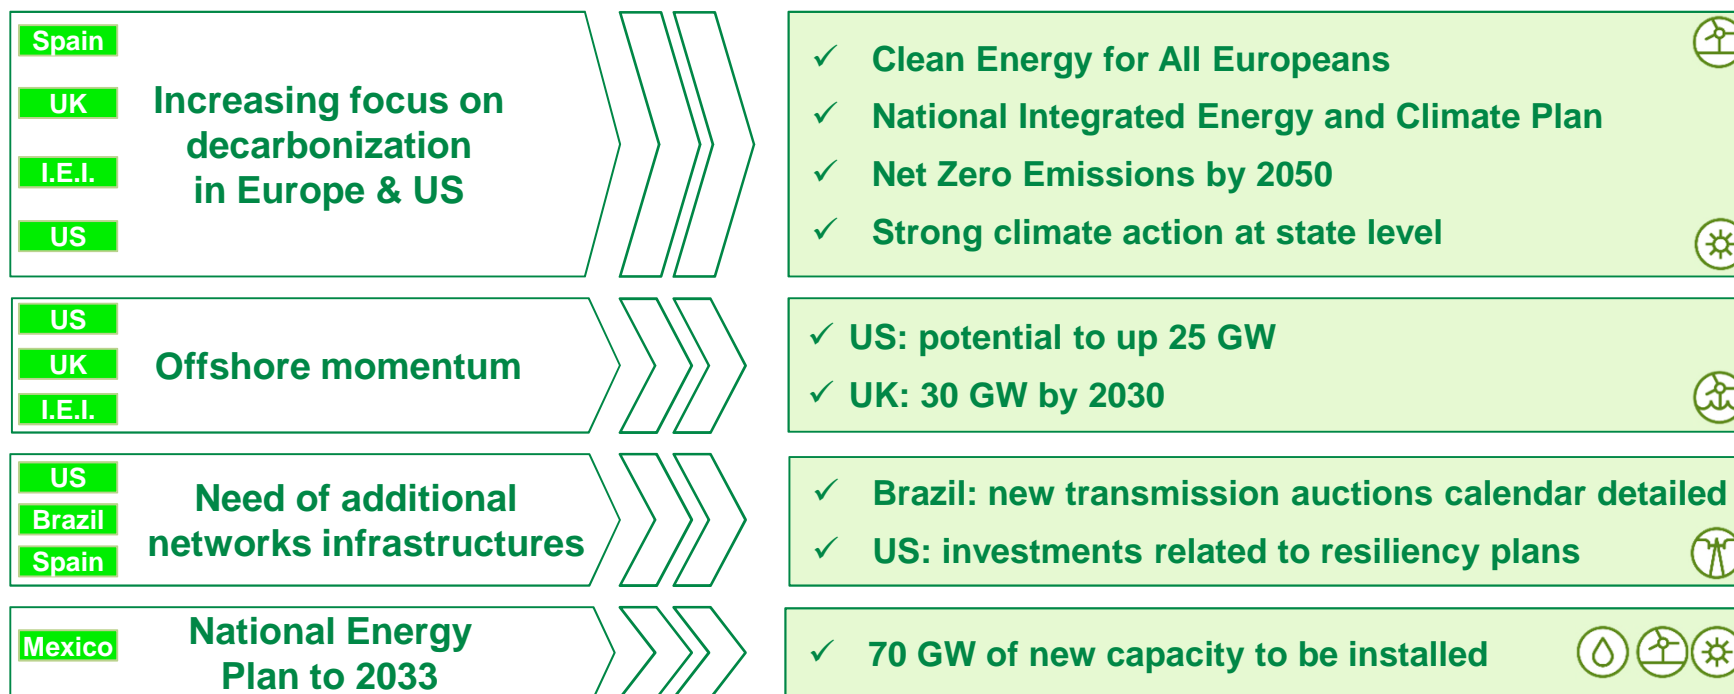 Spain
UK
I.E.I.
US
Increasing focus on
decarbonization
in Europe & US
✓ Clean Energy for All Europeans
✓ National Integrated Energy and Climate Plan
✓ Net Zero Emissions by 2050
✓ Strong climate action at state level
US
UK
I.E.I.
Offshore momentum
✓ US: potential to up 25 GW
✓ UK: 30 GW by 2030
US
Brazil
Spain
Need of additional
networks infrastructures
✓ Brazil: new transmission auctions calendar detailed
✓ US: investments related to resiliency plans
Mexico
National Energy
Plan to 2033
✓ 70 GW of new capacity to be installed